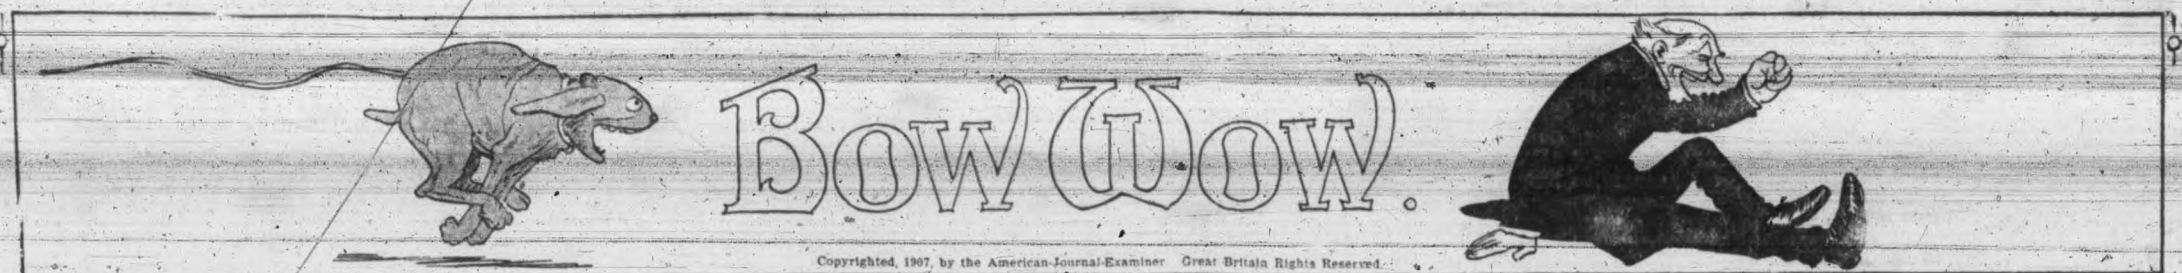 Bow Wow.
Copyrighted, 1907, by the American-Journal-Examiner Great Britain Rights Reserved.